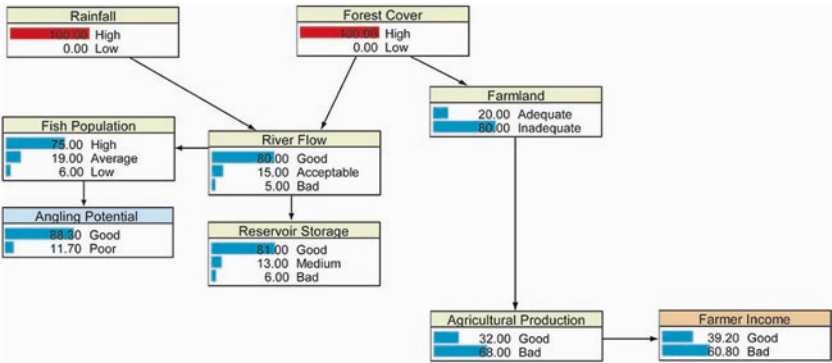 Rainfall
100.00 High
0.00 Low
Forest Cover
100.00 High
0.00 Low
Farmland
20.00 Adequate
80.00 Inadequate
Fish Population
75.00 High
19.00 Average
6.00 Low
River Flow
80.00 Good
15.00 Acceptable
5.00 Bad
Angling Potential
88.30 Good
11.70 Poor
Reservoir Storage
81.00 Good
13.00 Medium
6.00 Bad
Agricultural Production
32.00 Good
68.00 Bad
Farmer Income
39.20 Good
60.80 Bad